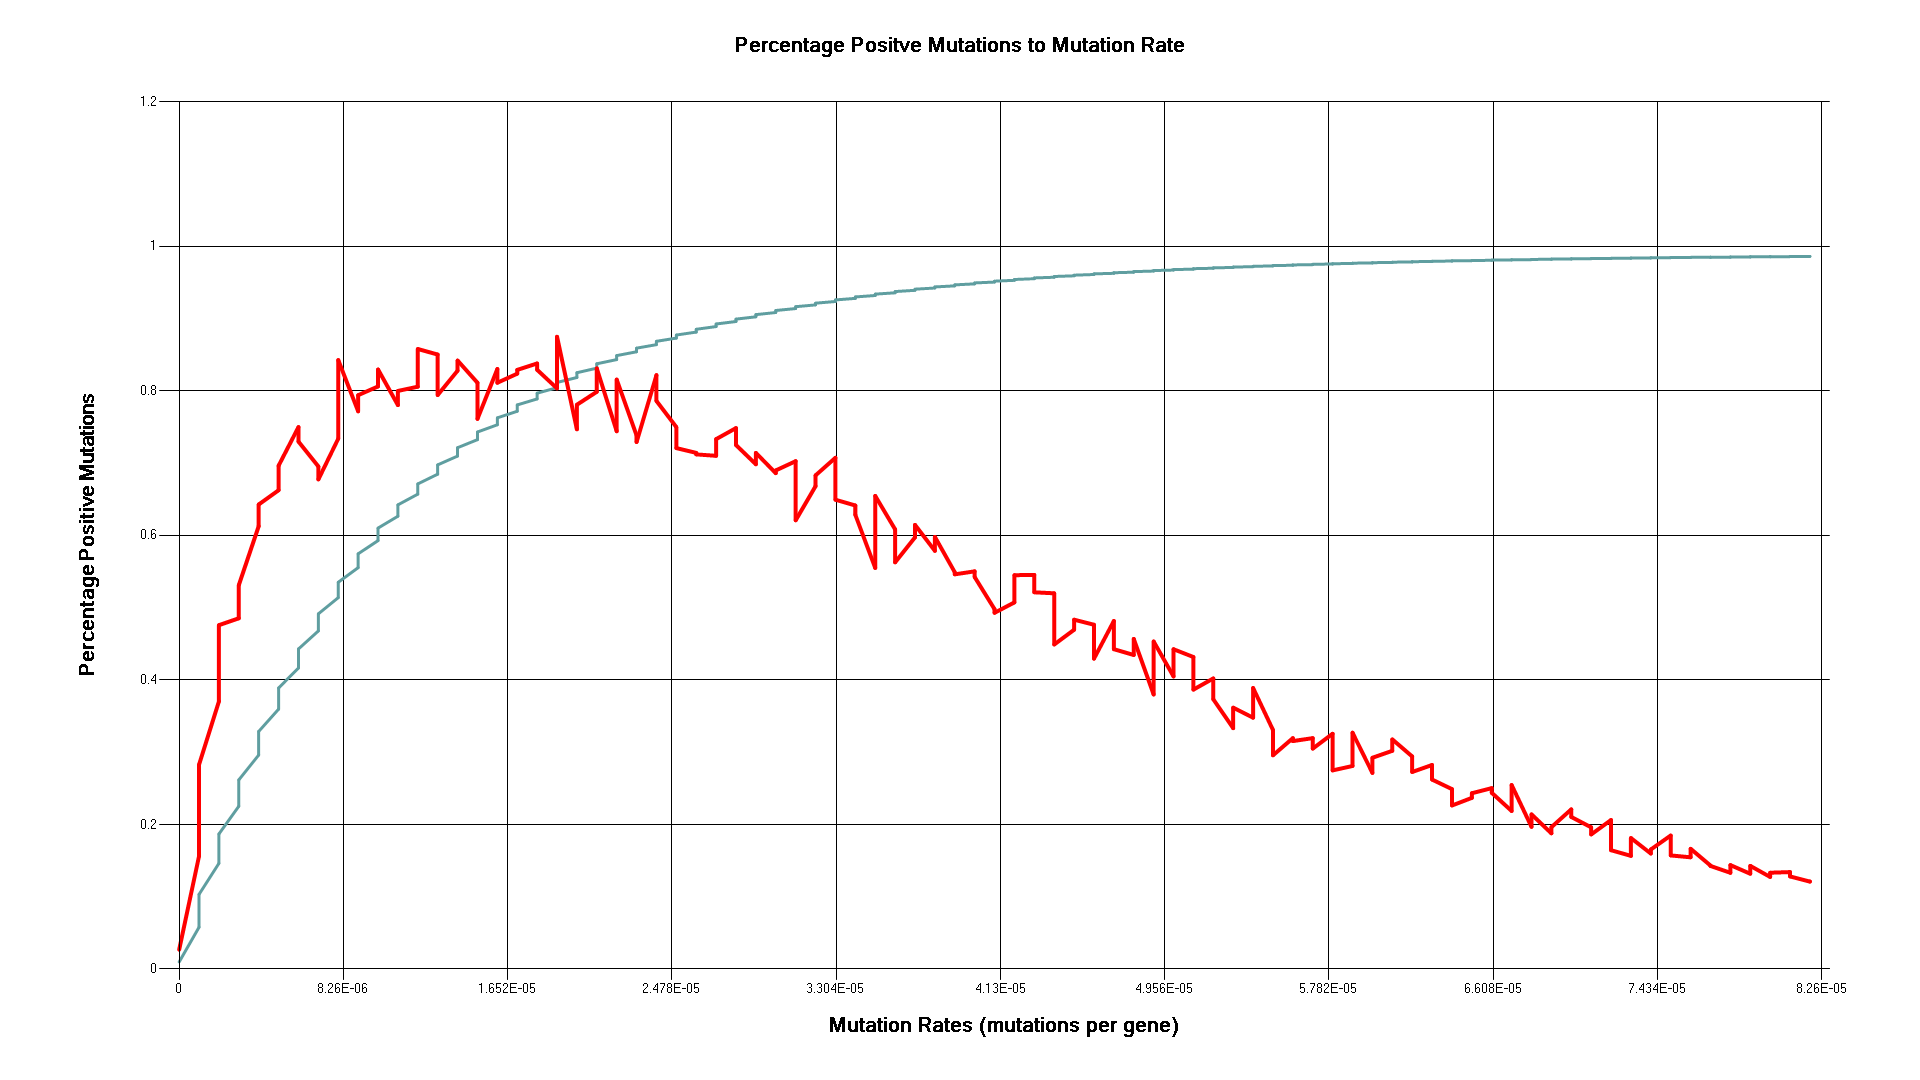 Percentage Positve Mutations to Mutation Rate
1.2
1
0.8
0.6
0.4
0.2
0
Percentage Positive Mutations
0 8.26E-06 1.652E-05 2.478E-05 3.304E-05 4.13E-05 4.956E-05 5.782E-05 6.608E-05 7.434E-05 8.26E-05
Mutation Rates (mutations per gene)